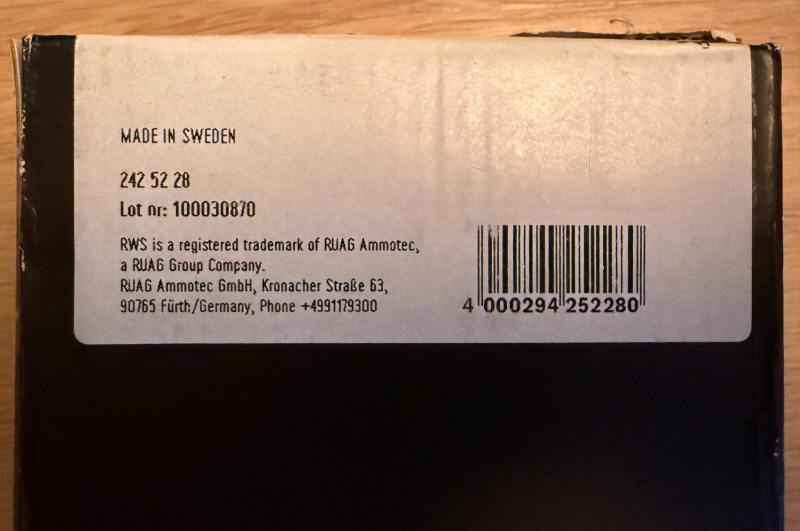 MADE IN SWEDEN
242 52 28
Lot nr: 100030870
RWS is a registered trademark of RUAG Ammotec,
a RUAG Group Company.
RUAG Ammotec GmbH, Kronacher Straße 63,
90765 Fürth/Germany, Phone +4991179300
4 000294 252280